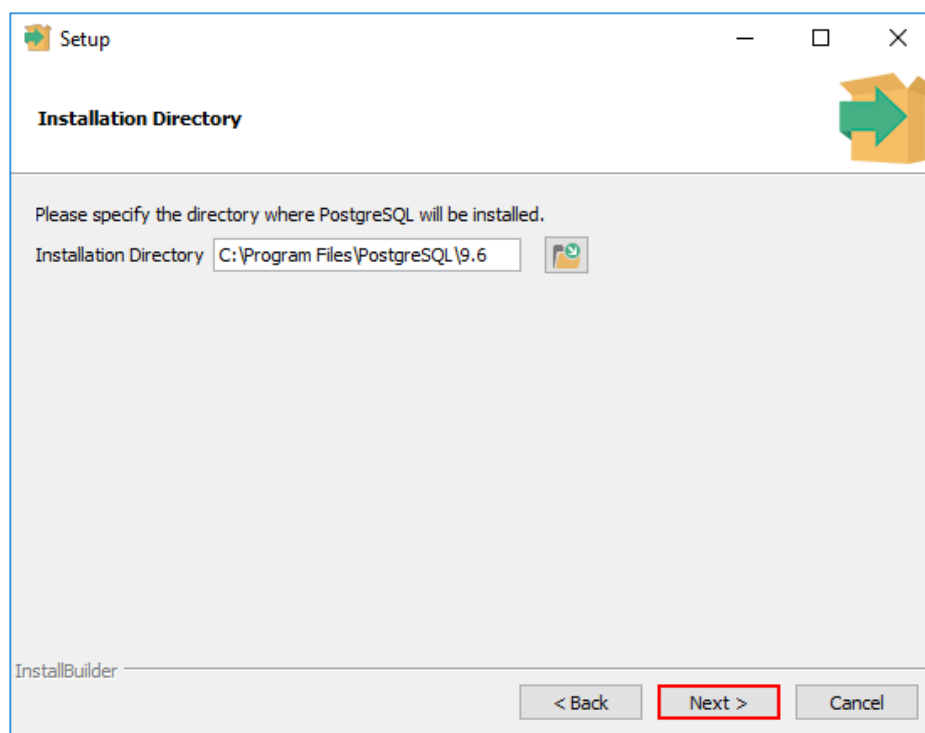 Setup
Installation Directory
Please specify the directory where PostgreSQL will be installed.
Installation Directory C:\Program Files\PostgreSQL\9.6
InstallBuilder
< Back Next > Cancel